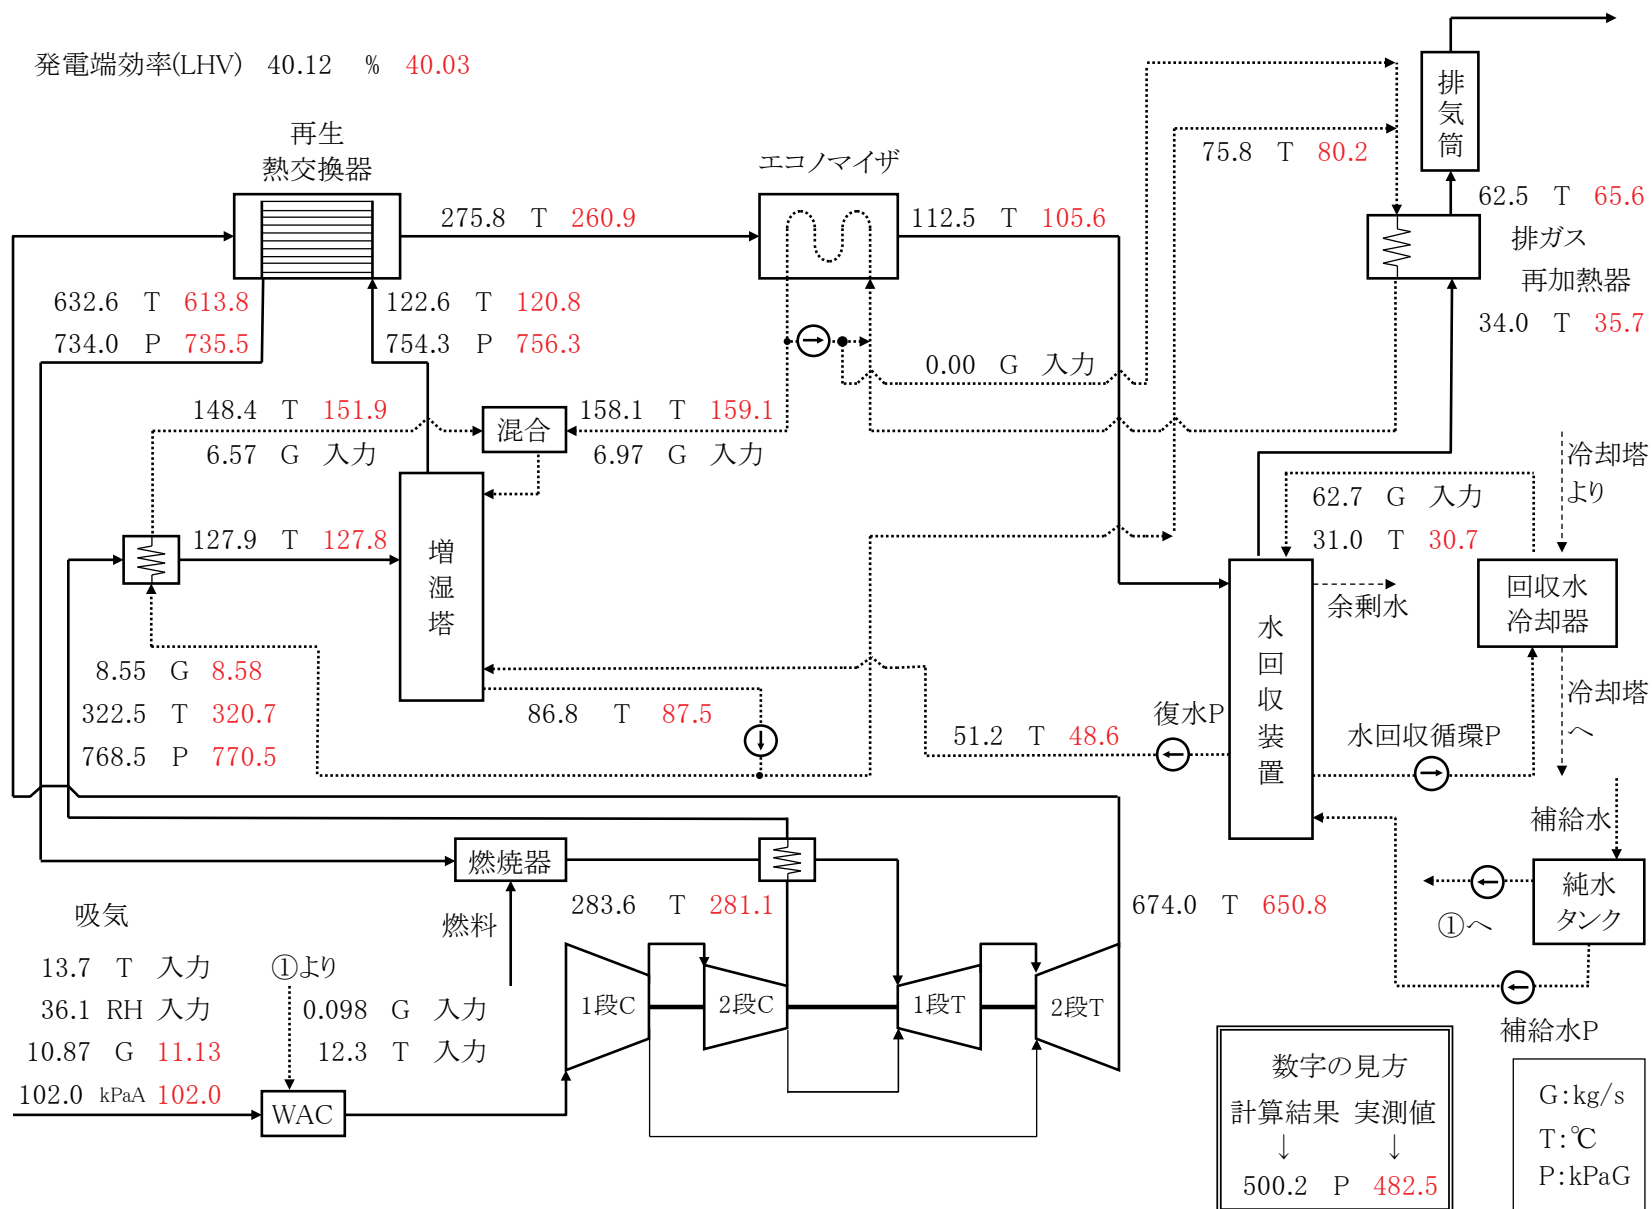 発電端効率(LHV) 40.12 % 40.03
再生
熱交換器
エコノマイザ
排気筒
75.8 T 80.2
62.5 T 65.6
275.8 T 260.9
112.5 T 105.6
排ガス
再加熱器
34.0 T 35.7
632.6 T 613.8
734.0 P 735.5
122.6 T 120.8
754.3 P 756.3
0.00 G 入力
148.4 T 151.9
6.57 G 入力
混合
158.1 T 159.1
6.97 G 入力
冷却塔
より
62.7 G 入力
31.0 T 30.7
127.9 T 127.8
増湿塔
余剰水
回収水
冷却器
水回収装置
8.55 G 8.58
322.5 T 320.7
768.5 P 770.5
86.8 T 87.5
51.2 T 48.6
復水P
水回収循環P
冷却塔
へ
補給水
燃焼器
283.6 T 281.1
674.0 T 650.8
純水
タンク
①へ
補給水P
燃料
吸気
13.7 T 入力
36.1 RH 入力
10.87 G 11.13
102.0 kPaA 102.0
①より
0.098 G 入力
12.3 T 入力
WAC
1段C
2段C
1段T
2段T
数字の見方
計算結果 実測値
↓ ↓
500.2 P 482.5
G:kg/s
T:℃
P:kPaG